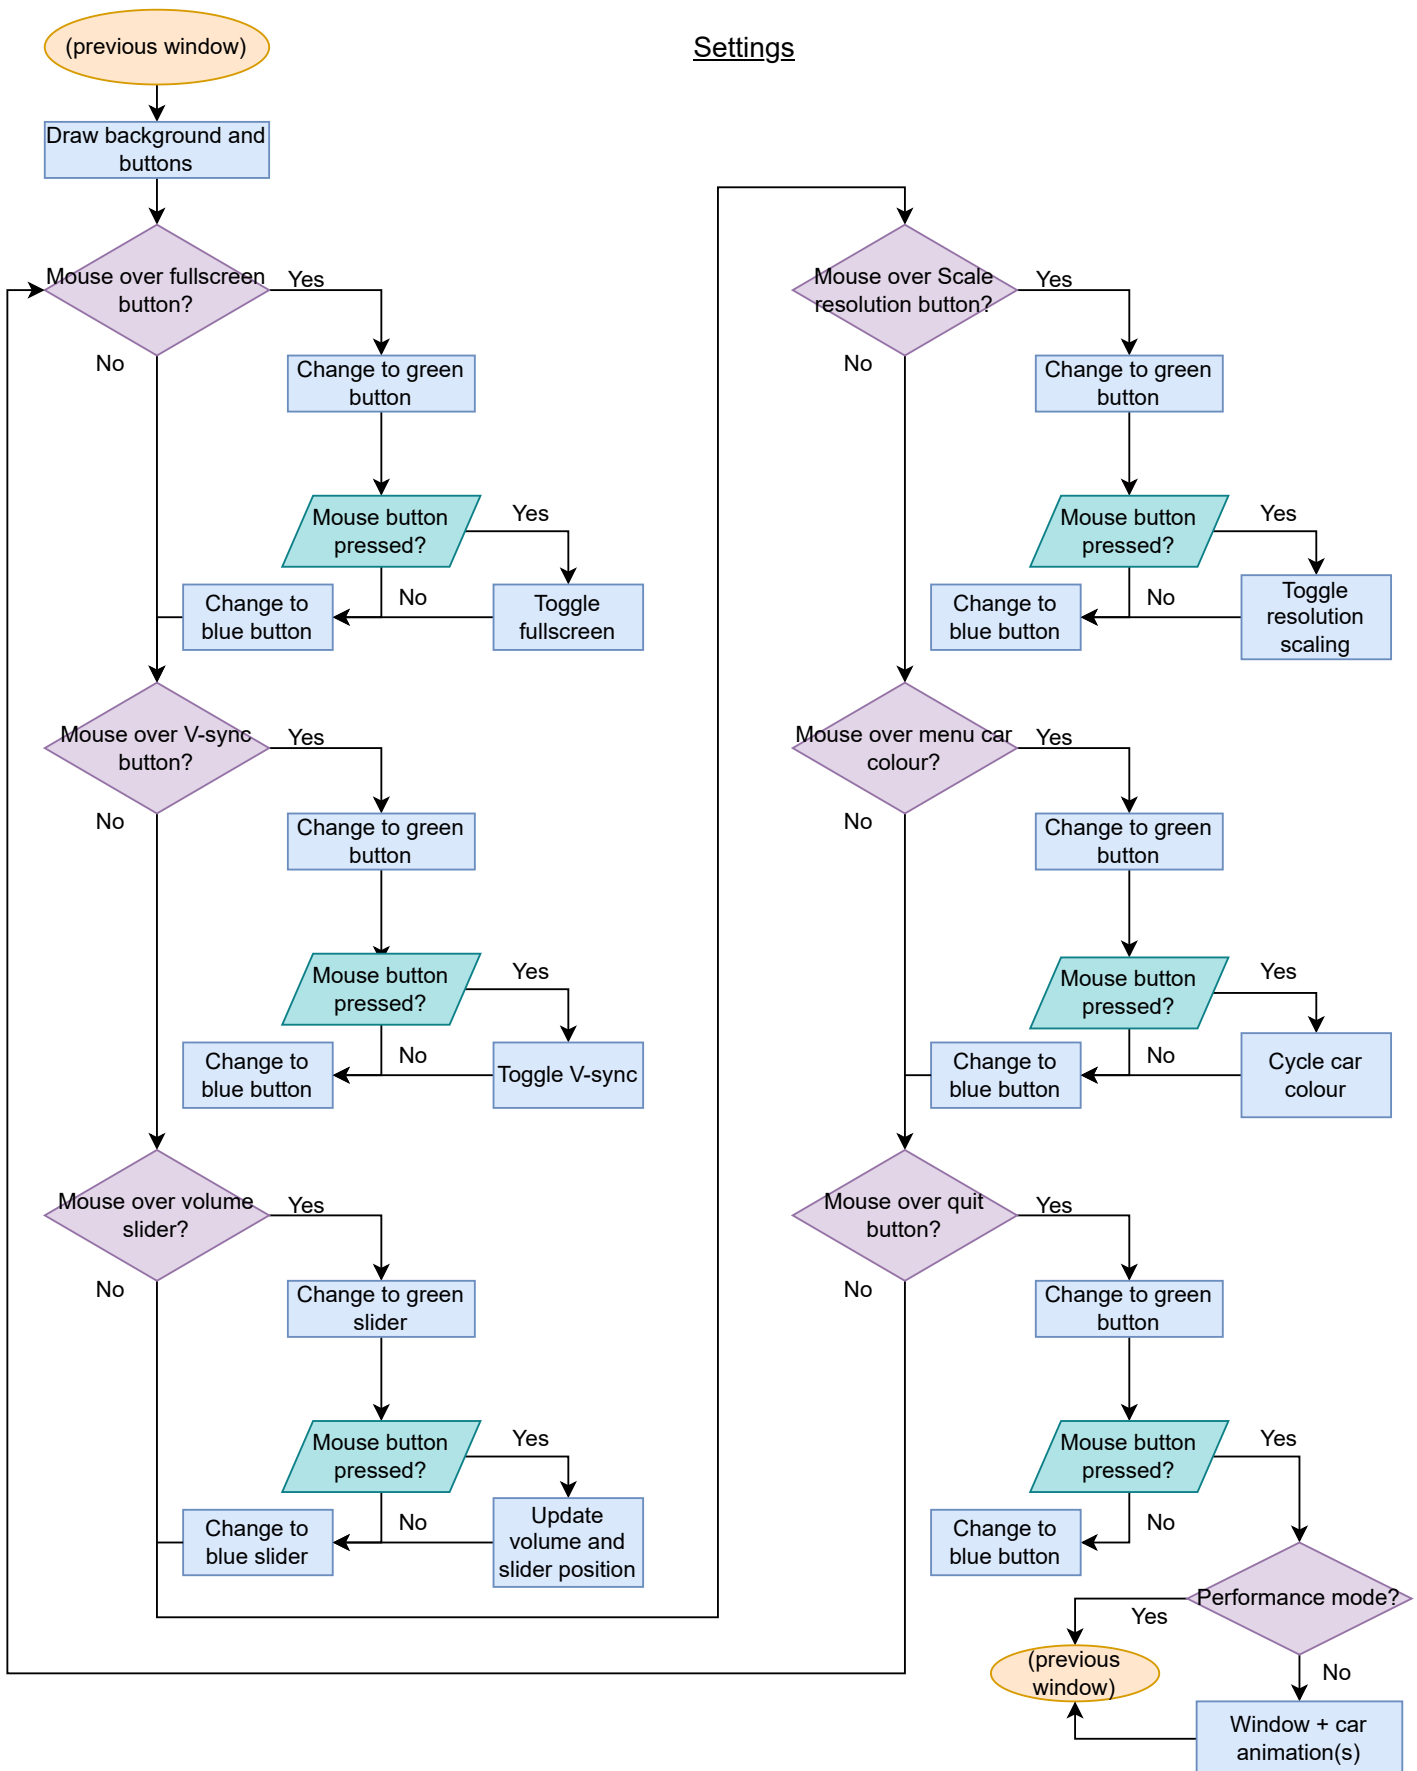 (previous window)
Settings
Draw background and
buttons
Mouse over fullscreen
button?
Yes
No
Change to green
button
Mouse button
pressed?
Yes
No
Change to
blue button
Toggle
fullscreen
Mouse over V-sync
button?
Yes
No
Change to green
button
Mouse button
pressed?
Yes
No
Change to
blue button
Toggle V-sync
Mouse over volume
slider?
Yes
No
Change to green
slider
Mouse button
pressed?
Yes
No
Change to
blue slider
Update
volume and
slider position
Mouse over Scale
resolution button?
Yes
No
Change to green
button
Mouse button
pressed?
Yes
No
Change to
blue button
Toggle
resolution
scaling
Mouse over menu car
colour?
Yes
No
Change to green
button
Mouse button
pressed?
Yes
No
Change to
blue button
Cycle car
colour
Mouse over quit
button?
Yes
No
Change to green
button
Mouse button
pressed?
Yes
No
Change to
blue button
Performance mode?
Yes
No
(previous
window)
Window + car
animation(s)